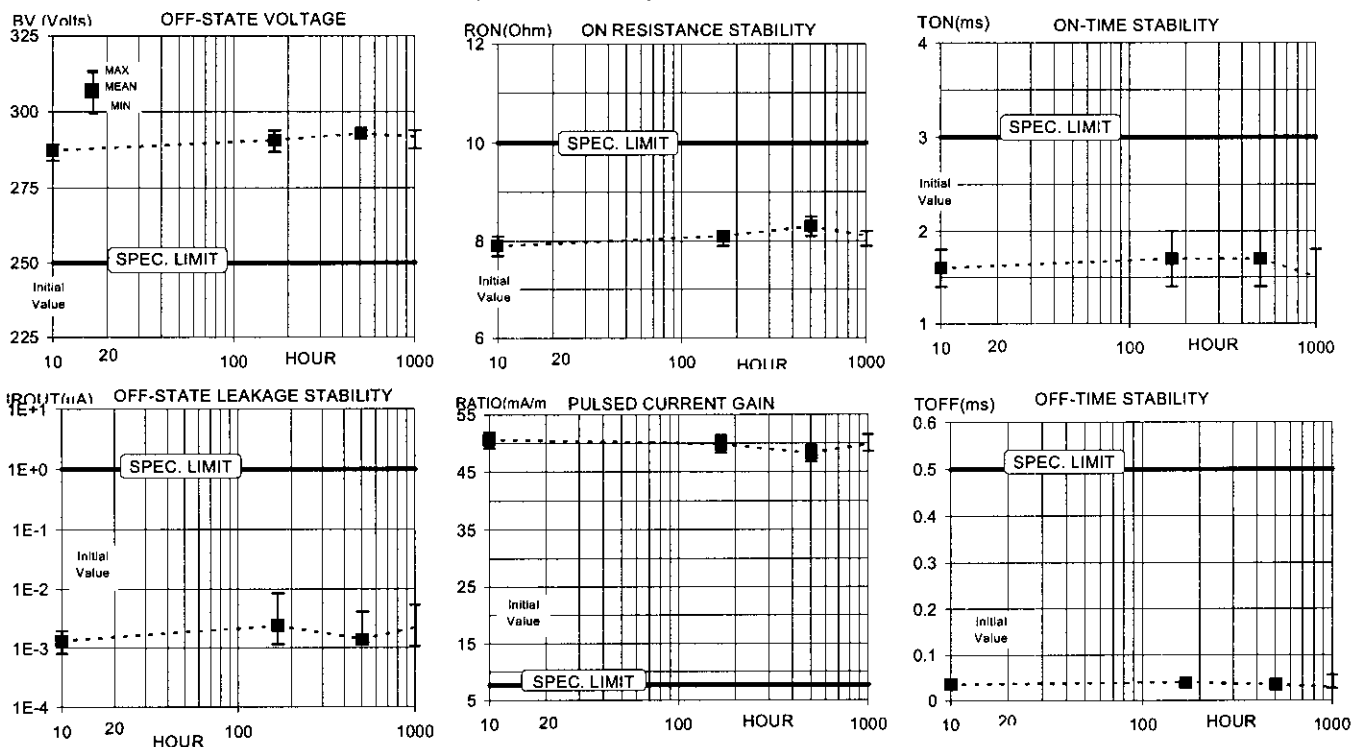 BV (Volts) OFF-STATE VOLTAGE
325
300
275
250
225
MAX
MEAN
MIN
SPEC. LIMIT
Initial
Value
10 20 100 HOUR 1000
RON(Ohm) ON RESISTANCE STABILITY
12
10
8
6
SPEC. LIMIT
Initial
Value
10 20 100 HOUR 1000
TON(ms) ON-TIME STABILITY
4
3
2
1
SPEC. LIMIT
Initial
Value
10 20 100 HOUR 1000
IROUT(uA) OFF-STATE LEAKAGE STABILITY
1E+1
1E+0
1E-1
1E-2
1E-3
1E-4
SPEC. LIMIT
Initial
Value
10 20 100 1000
HOUR
RATIO(mA/m PULSED CURRENT GAIN
55
45
35
25
15
5
Initial
Value
SPEC. LIMIT
10 20 100 HOUR 1000
TOFF(ms) OFF-TIME STABILITY
0.6
0.5
0.4
0.3
0.2
0.1
0
SPEC. LIMIT
Initial
Value
10 20 100 HOUR 1000